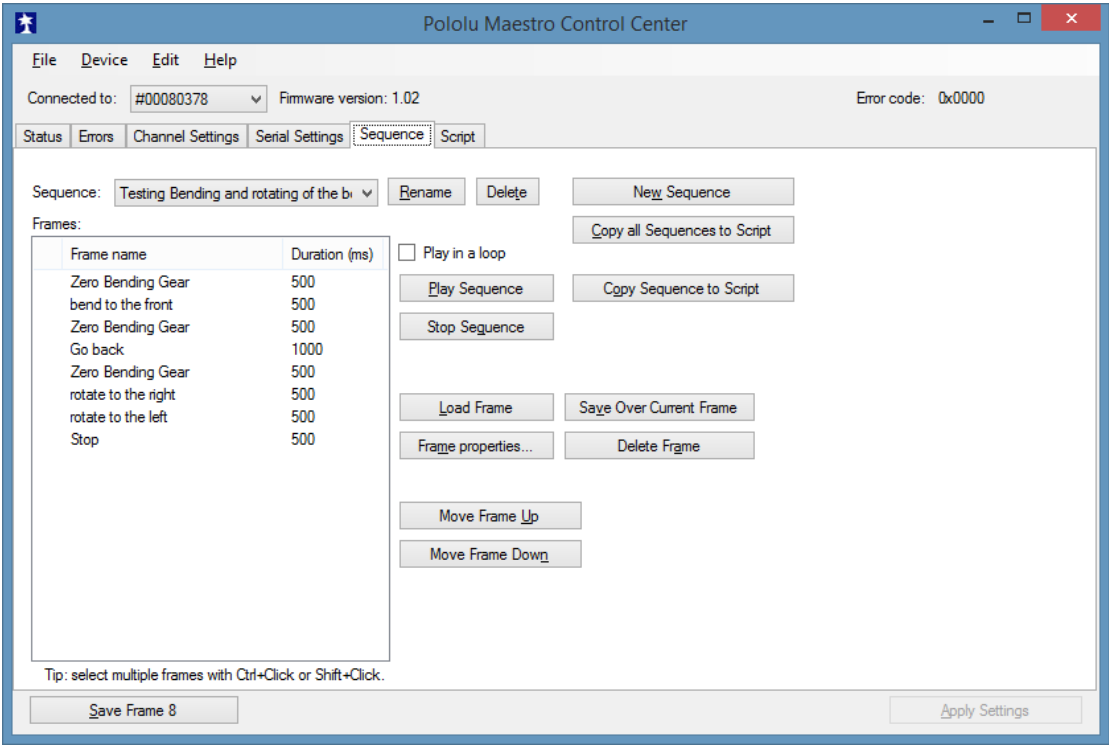 Pololu Maestro Control Center
File Device Edit Help
Connected to: #00080378 Firmware version: 1.02 Error code: 0x0000
Status Errors Channel Settings Serial Settings Sequence Script
Sequence: Testing Bending and rotating of the Rename Delete New Sequence
Frames: Copy all Sequences to Script
Frame name Duration (ms) Play in a loop
Zero Bending Gear 500 Play Sequence Copy Sequence to Script
bend to the front 500
Zero Bending Gear 500 Stop Sequence
Go back 1000
Zero Bending Gear 500
rotate to the right 500 Load Frame Save Over Current Frame
rotate to the left 500
Stop 500 Frame properties... Delete Frame
Move Frame Up
Move Frame Down
Tip: select multiple frames with Ctrl+Click or Shift+Click.
Save Frame 8 Apply Settings